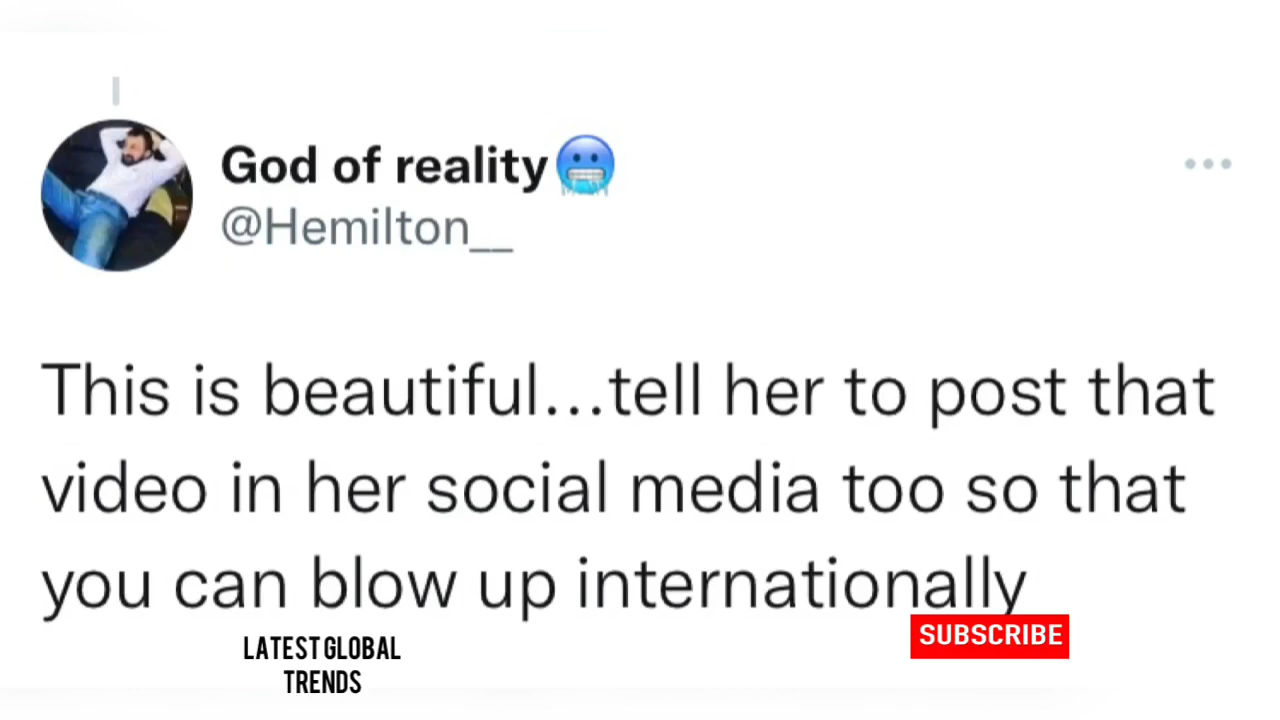 God of reality🥶
@Hemilton__
This is beautiful...tell her to post that
video in her social media too so that
you can blow up internationally
SUBSCRIBE
LATEST GLOBAL
TRENDS